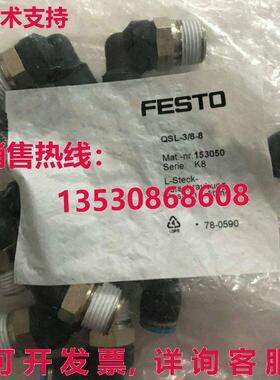 术支持
FESTO
QSL-3/8-8
Mat.-nr.153050
Serie. K8
售热线:
L-Steck-
13530868608
78-0590
可开票,详询客服